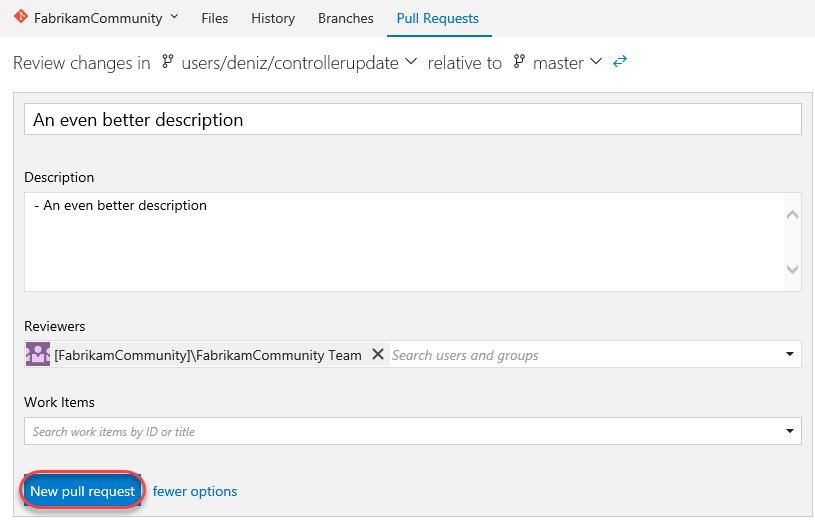 FabrikamCommunity Files History Branches Pull Requests
Review changes in users/deniz/controllerupdate relative to master
An even better description
Description
- An even better description
Reviewers
[FabrikamCommunity]\FabrikamCommunity Team Search users and groups
Work Items
Search work items by ID or title
New pull request fewer options